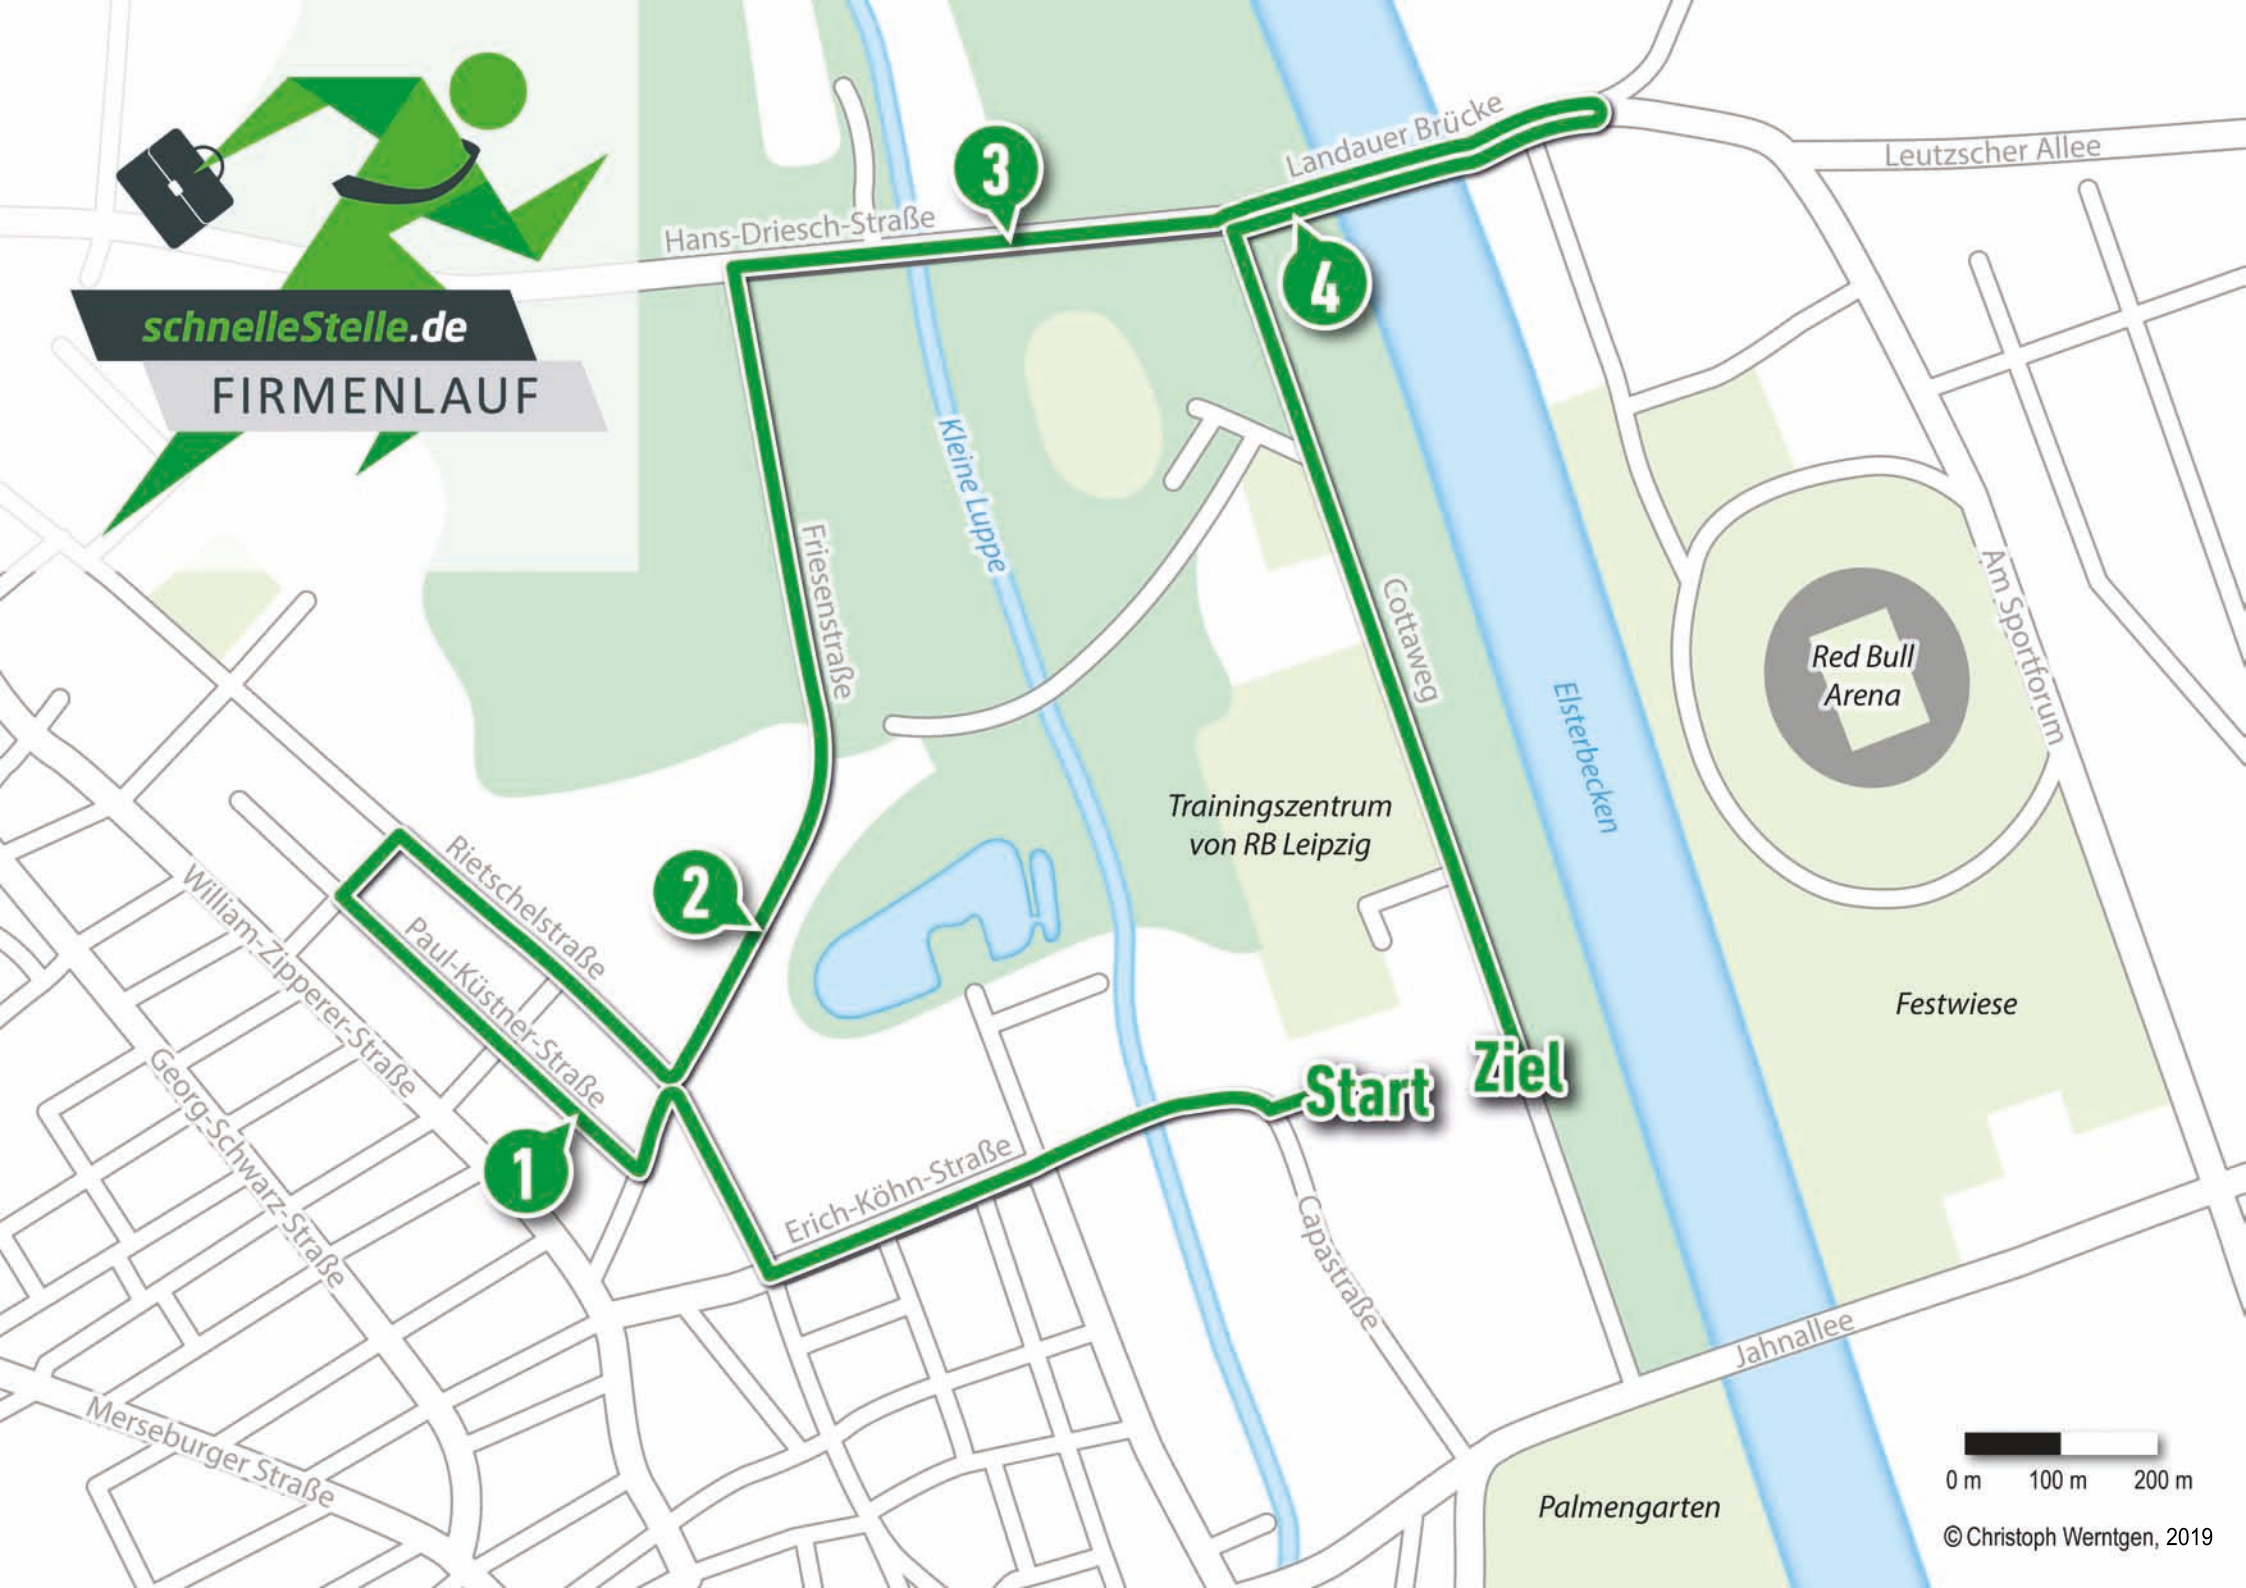 schnelleStelle.de
FIRMENLAUF
Landauer Brücke
Leutzscher Allee
3
Hans-Driesch-Straße
4
Kleine Luppe
Friesenstraße
Cottaweg
Am Sportforum
Red Bull
Arena
Elsterbecken
Trainingszentrum
von RB Leipzig
Rietschelstraße
2
William-Zipperer-Straße
Paul-Küstner-Straße
Festwiese
Georg-Schwarz-Straße
Start
Ziel
1
Erich-Köhn-Straße
Capastraße
Jahnallee
Merseburger Straße
0 m 100 m 200 m
Palmengarten
© Christoph Werntgen, 2019